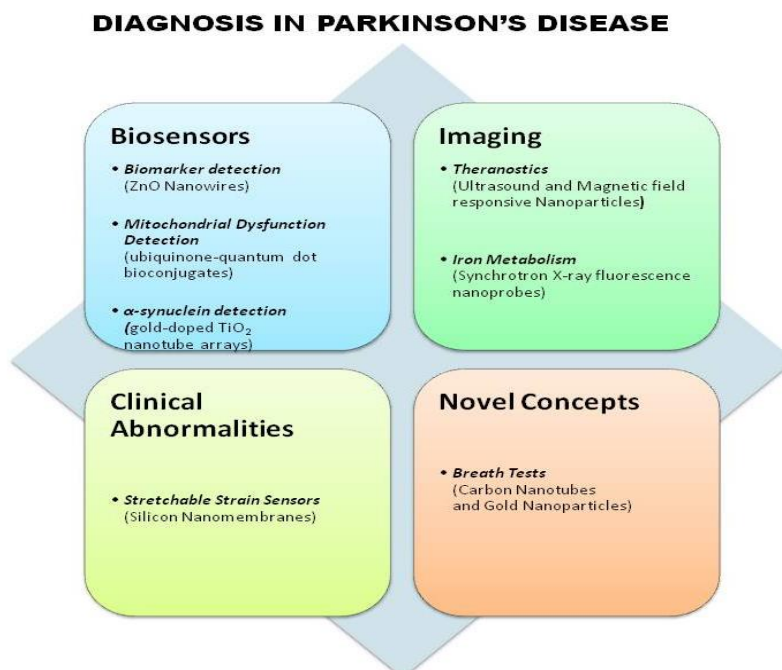 DIAGNOSIS IN PARKINSON'S DISEASE
Biosensors
• Biomarker detection
(ZnO Nanowires)
• Mitochondrial Dysfunction
Detection
(ubiquinone-quantum dot
bioconjugates)
• α-synuclein detection
(gold-doped TiO₂
nanotube arrays)
Imaging
• Theranostics
(Ultrasound and Magnetic field
responsive Nanoparticles)
• Iron Metabolism
(Synchrotron X-ray fluorescence
nanoprobes)
Clinical
Abnormalities
• Stretchable Strain Sensors
(Silicon Nanomembranes)
Novel Concepts
• Breath Tests
(Carbon Nanotubes
and Gold Nanoparticles)